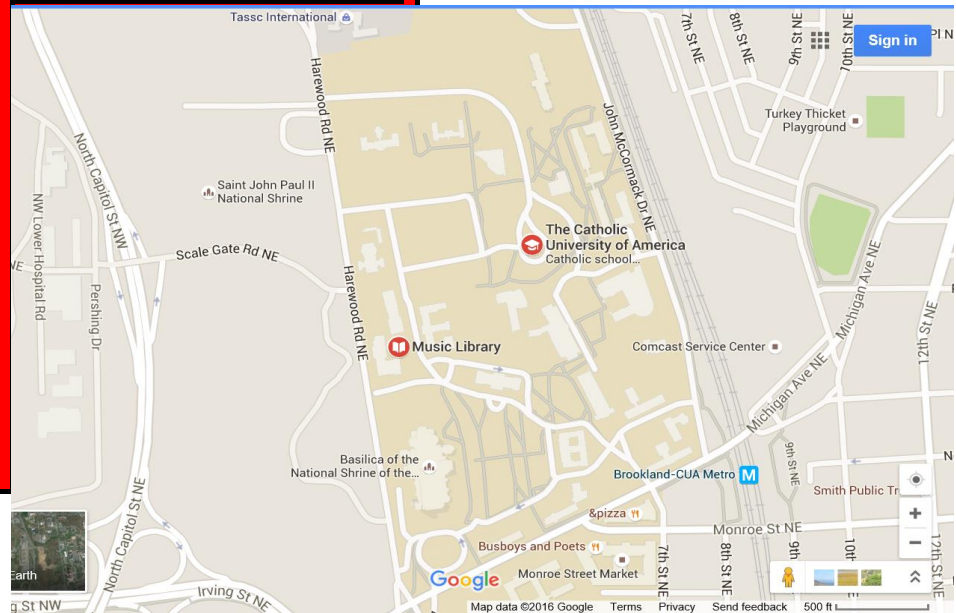 Tassc International
7th St NE
8th St NE
9th St NE
10th St NE
Sign in
Pl N
Harewood Rd NE
John McCormack Dr NE
Turkey Thicket
Playground
North Capitol St NW
NW Lower Hospital Rd
Saint John Paul II
National Shrine
The Catholic
University of America
Catholic school...
Scale Gate Rd NE
NE
Pershing Dr
Harewood Rd NE
Michigan Ave NE
12th St NE
Music Library
Comcast Service Center
Michigan Ave NE
Basilica of the
National Shrine of the...
Brookland-CUA Metro
M
9th St NE
Smith Public Tr
North Capitol St NE
&pizza
Monroe St NE
Busboys and Poets
Monroe Street Market
7th St NE
8th St NE
9th
10th
12th St NE
Earth
Irving St NE
g St NW
Google
Map data ©2016 Google
Terms
Privacy
Send feedback
500 ft